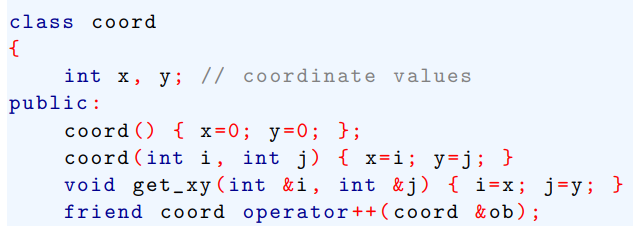 class coord
{
    int x, y; // coordinate values
public:
    coord() { x=0; y=0; };
    coord(int i, int j) { x=i; y=j; }
    void get_xy(int &i, int &j) { i=x; j=y; }
    friend coord operator++(coord &ob);